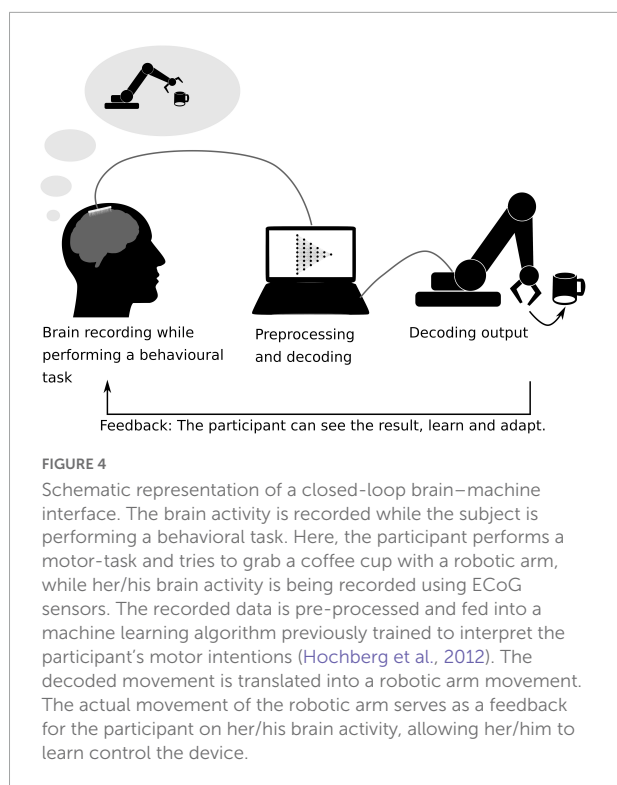 Brain recording while
performing a behavioural
task
Preprocessing
and decoding
Decoding output
Feedback: The participant can see the result, learn and adapt.
FIGURE 4
Schematic representation of a closed-loop brain–machine
interface. The brain activity is recorded while the subject is
performing a behavioral task. Here, the participant performs a
motor-task and tries to grab a coffee cup with a robotic arm,
while her/his brain activity is being recorded using ECoG
sensors. The recorded data is pre-processed and fed into a
machine learning algorithm previously trained to interpret the
participant’s motor intentions (Hochberg et al., 2012). The
decoded movement is translated into a robotic arm movement.
The actual movement of the robotic arm serves as a feedback
for the participant on her/his brain activity, allowing her/him to
learn control the device.